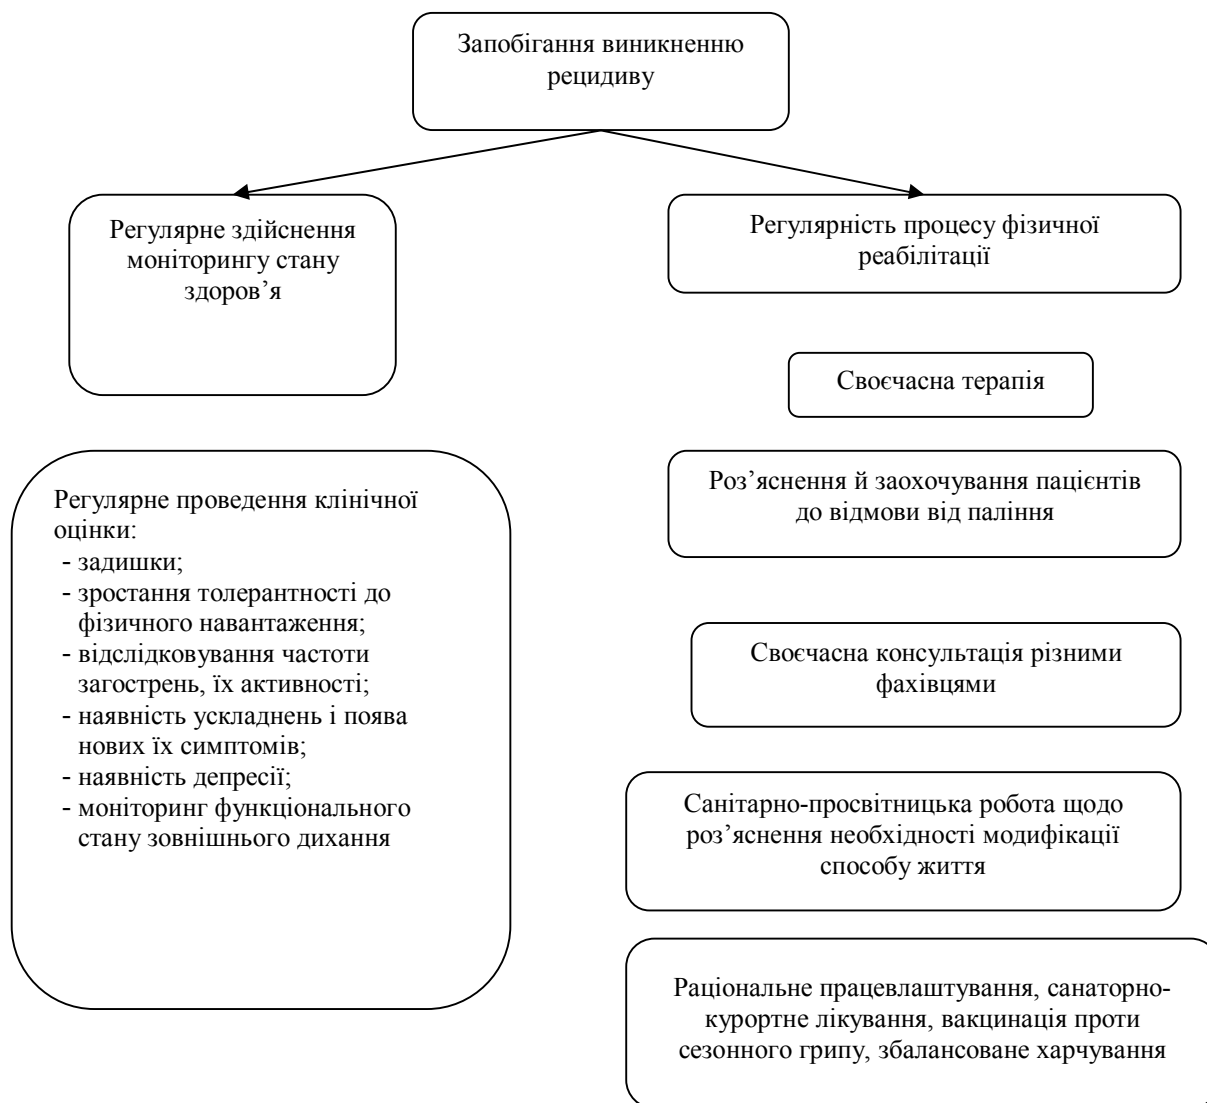 Запобігання виникненню
рецидиву
Регулярне здійснення
моніторингу стану
здоров’я
Регулярність процесу фізичної
реабілітації
Своєчасна терапія
Регулярне проведення клінічної
оцінки:
- задишки;
- зростання толерантності до
фізичного навантаження;
- відслідковування частоти
загострень, їх активності;
- наявність ускладнень і поява
нових їх симптомів;
- наявність депресії;
- моніторинг функціонального
стану зовнішнього дихання
Роз’яснення й заохочування пацієнтів
до відмови від паління
Своєчасна консультація різними
фахівцями
Санітарно-просвітницька робота щодо
роз’яснення необхідності модифікації
способу життя
Раціональне працевлаштування, санаторно-
курортне лікування, вакцинація проти
сезонного грипу, збалансоване харчування